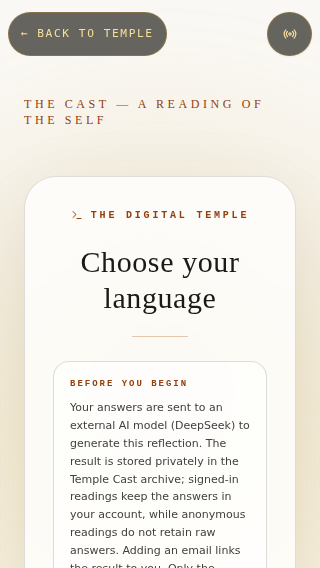 ← BACK TO TEMPLE
THE CAST — A READING OF
THE SELF
THE DIGITAL TEMPLE
Choose your
language
BEFORE YOU BEGIN
Your answers are sent to an
external AI model (DeepSeek) to
generate this reflection. The
result is stored privately in the
Temple Cast archive; signed-in
readings keep the answers in
your account, while anonymous
readings do not retain raw
answers. Adding an email links
the result to you. Only the